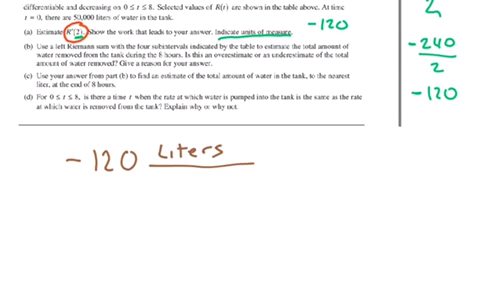 differentiable and decreasing on 0 ≤ t ≤ 8. Selected values of R(t) are shown in the table above. At time
t = 0, there are 50,000 liters of water in the tank.
-120
(a) Estimate R′(2). Show the work that leads to your answer. Indicate units of measure.
(b) Use a left Riemann sum with the four subintervals indicated by the table to estimate the total amount of
water removed from the tank during the 8 hours. Is this an overestimate or an underestimate of the total
amount of water removed? Give a reason for your answer.
(c) Use your answer from part (b) to find an estimate of the total amount of water in the tank, to the nearest
liter, at the end of 8 hours.
(d) For 0 ≤ t ≤ 8, is there a time t when the rate at which water is pumped into the tank is the same as the rate
at which water is removed from the tank? Explain why or why not.
2
-240
2
-120
-120 Liters